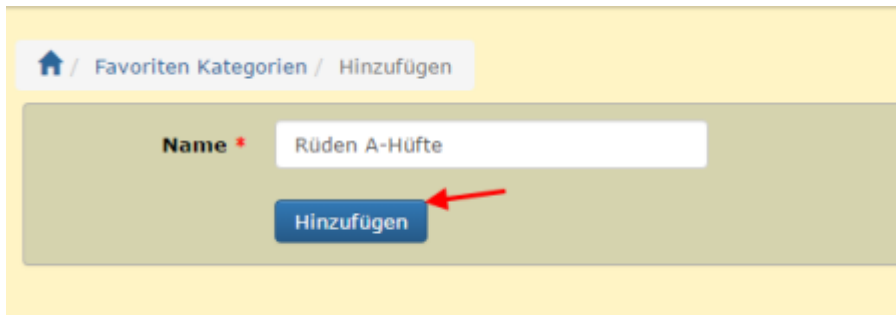 / Favoriten Kategorien / Hinzufügen
Name * Rüden A-Hüfte
Hinzufügen